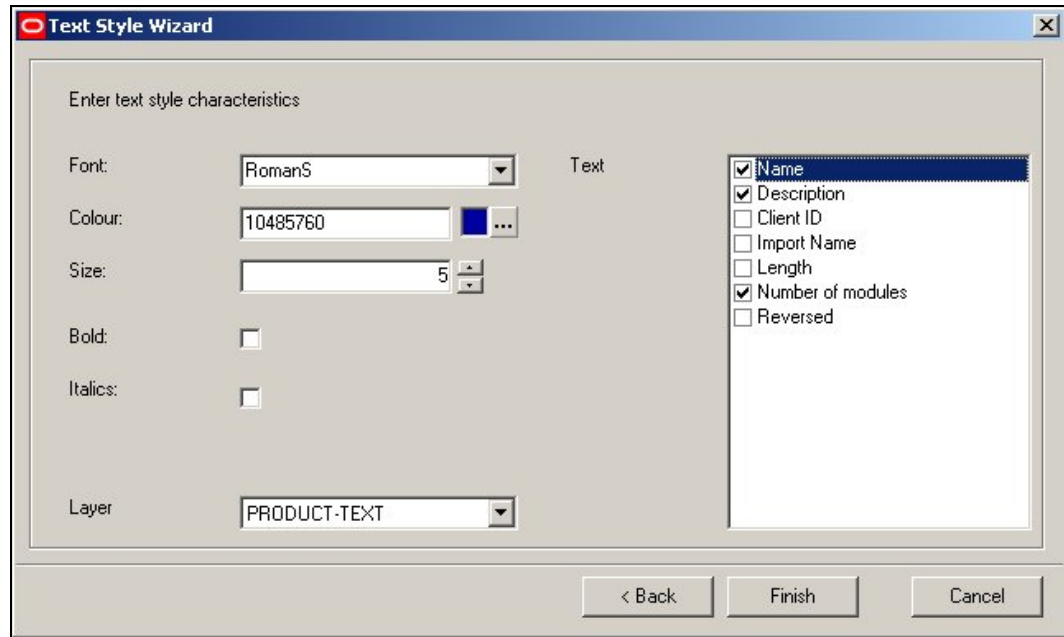 Text Style Wizard
Enter text style characteristics
Font:
RomanS
Colour:
10485760
...
Size:
5
Bold:
Italics:
Layer
PRODUCT-TEXT
Text
Name
Description
Client ID
Import Name
Length
Number of modules
Reversed
< Back
Finish
Cancel